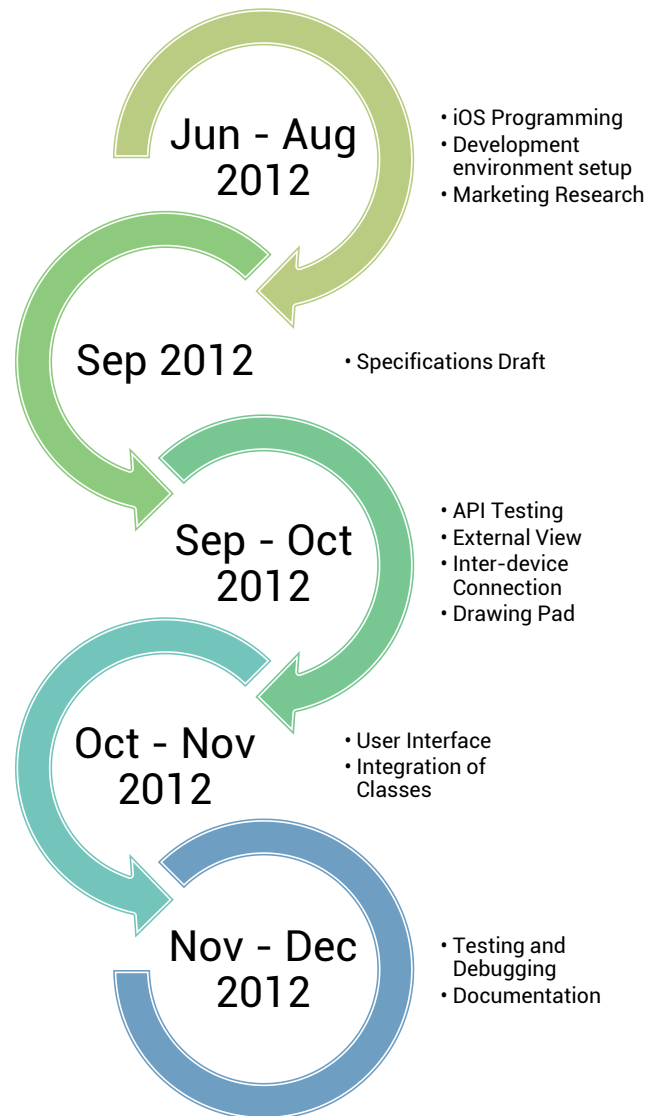 Jun - Aug
2012
• iOS Programming
• Development
environment setup
• Marketing Research
Sep 2012
• Specifications Draft
Sep - Oct
2012
• API Testing
• External View
• Inter-device
Connection
• Drawing Pad
Oct - Nov
2012
• User Interface
• Integration of
Classes
Nov - Dec
2012
• Testing and
Debugging
• Documentation